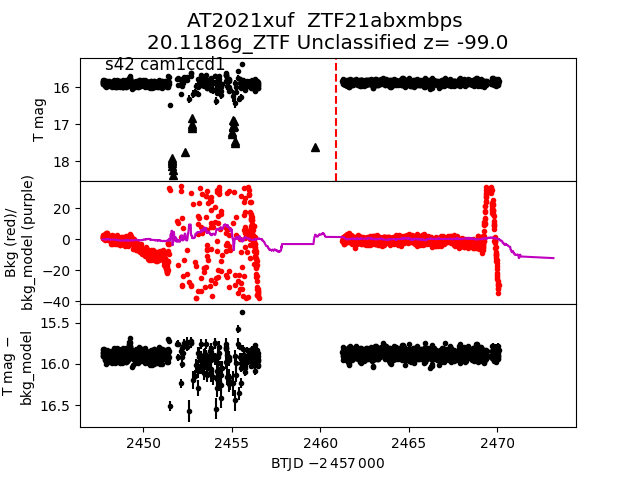 AT2021xuf  ZTF21abxmbps
20.1186g_ZTF Unclassified z= -99.0
s42 cam1ccd1
T mag
16
17
18
Bkg (red)/
bkg_model (purple)
20
0
−20
−40
T mag −
bkg_model
15.5
16.0
16.5
2450
2455
2460
2465
2470
BTJD −2 457 000